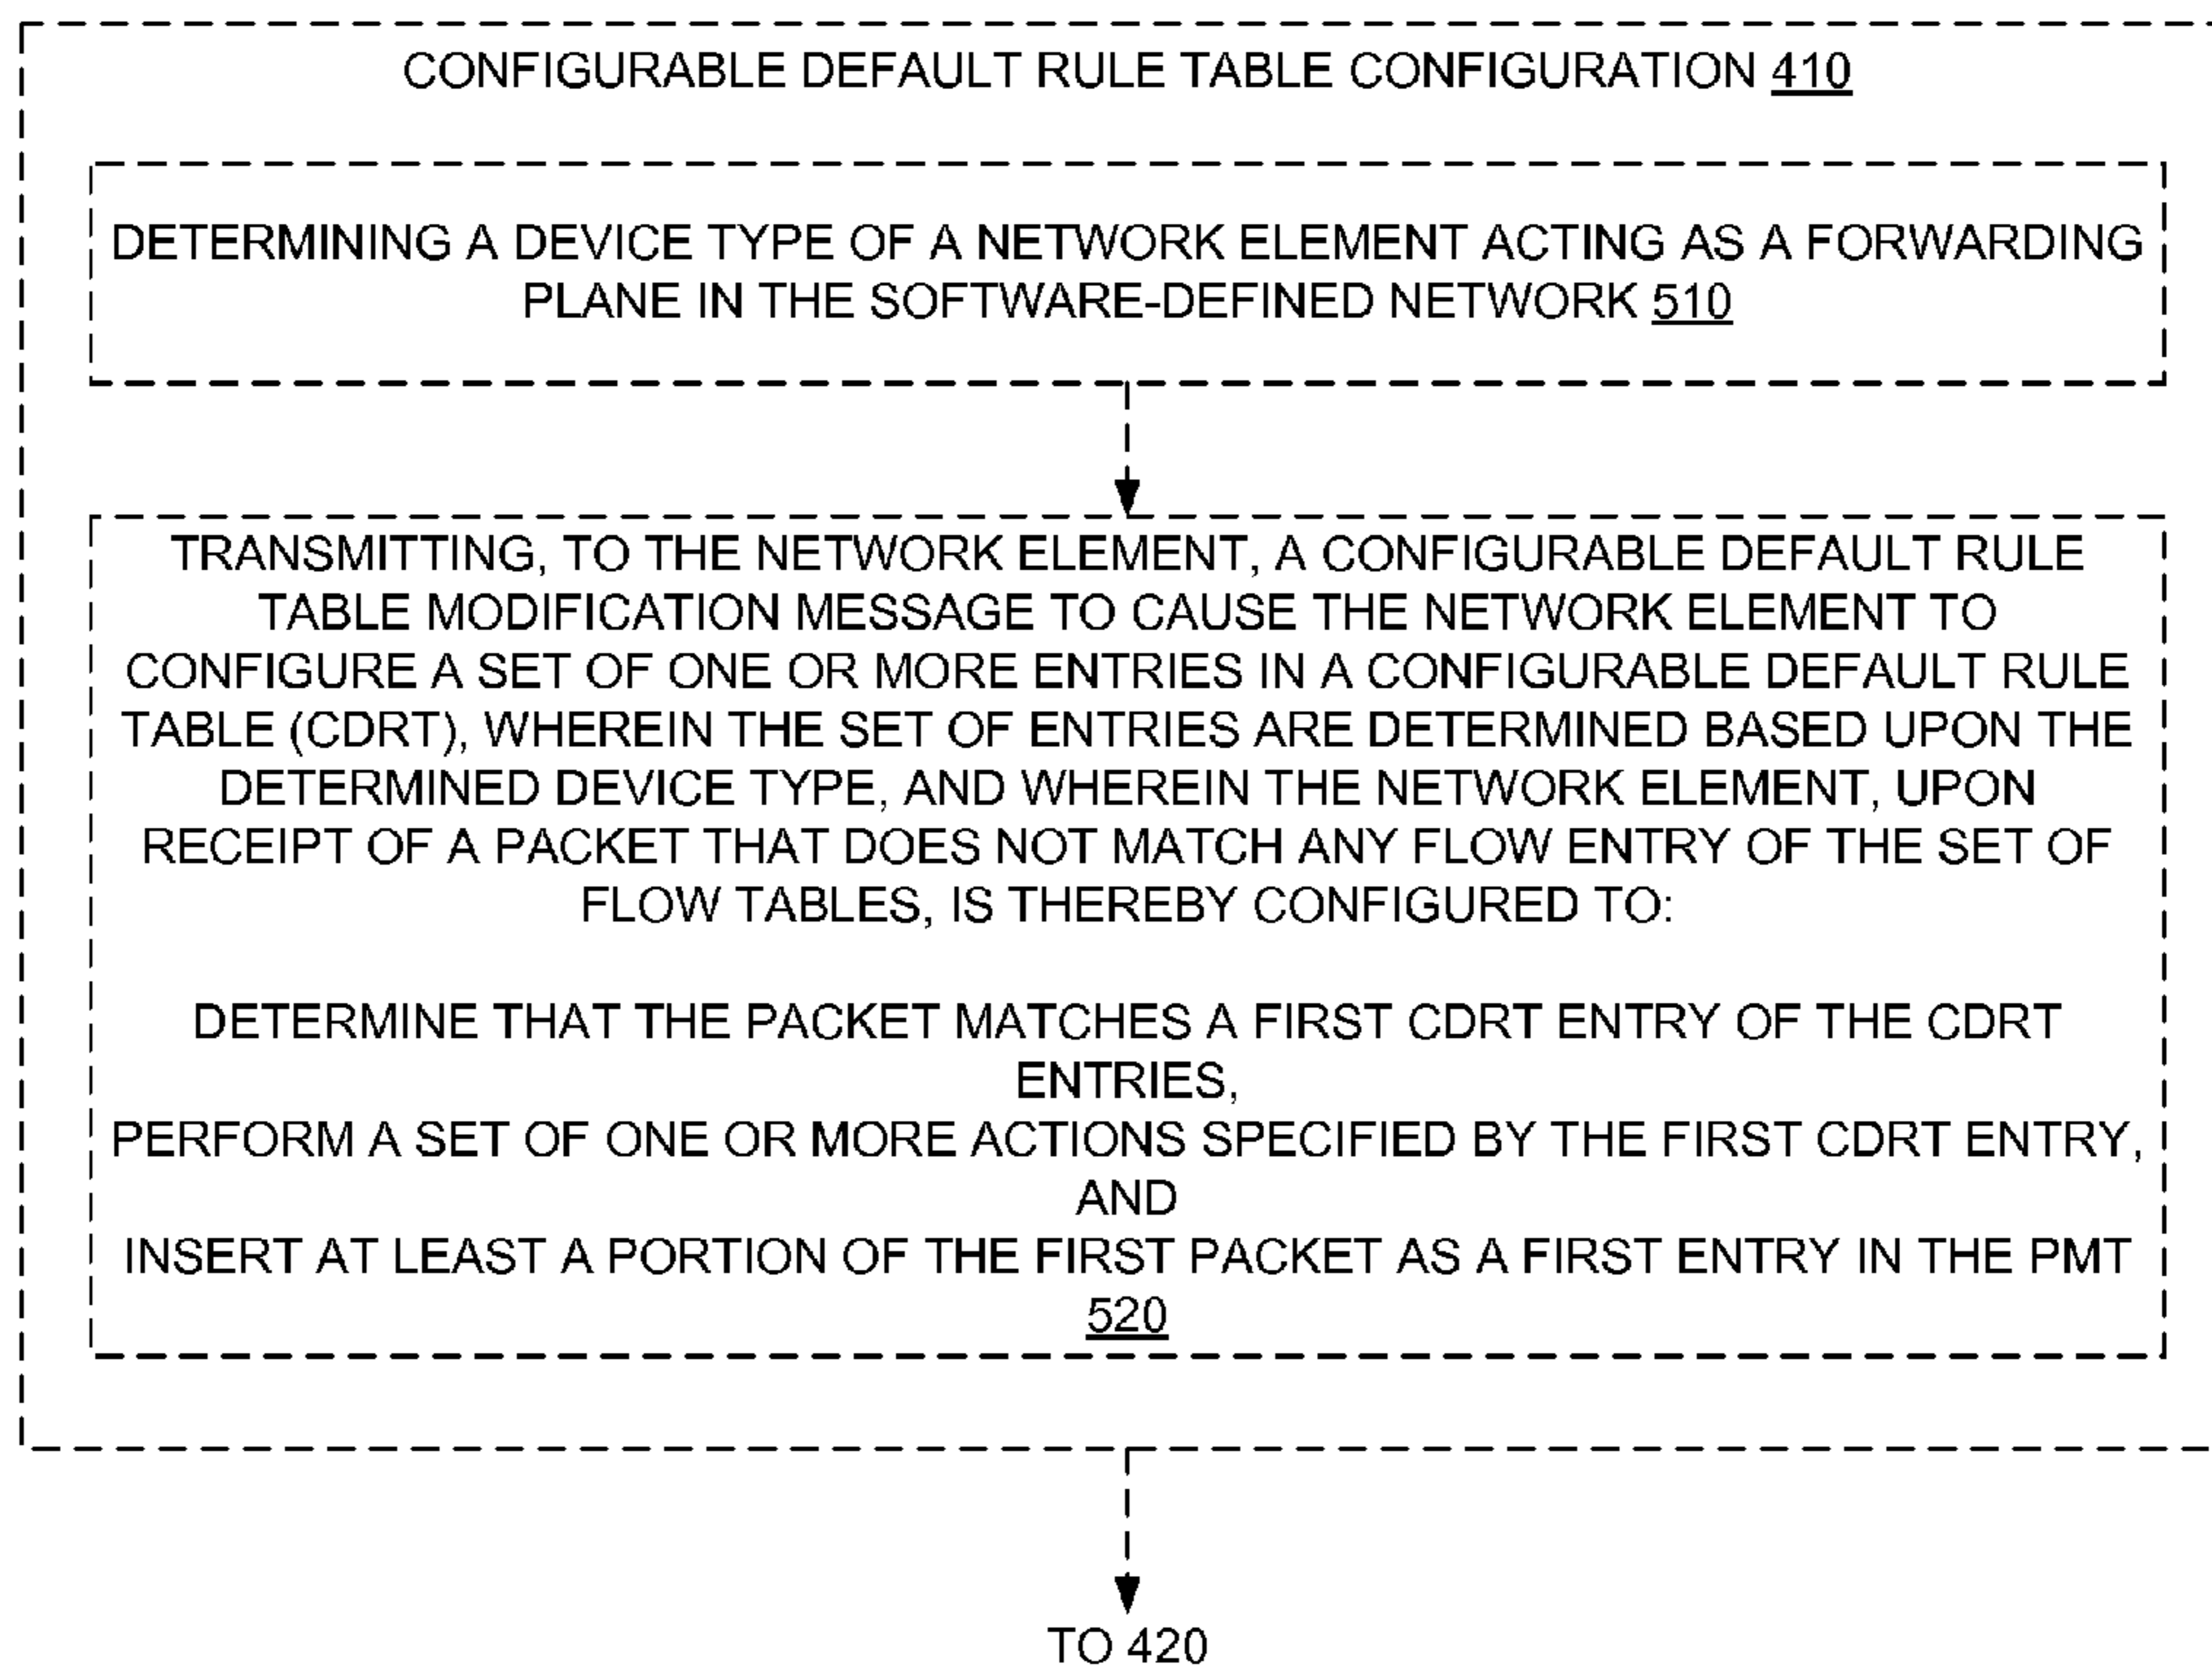 CONFIGURABLE DEFAULT RULE TABLE CONFIGURATION 410
DETERMINING A DEVICE TYPE OF A NETWORK ELEMENT ACTING AS A FORWARDING
PLANE IN THE SOFTWARE-DEFINED NETWORK 510
TRANSMITTING, TO THE NETWORK ELEMENT, A CONFIGURABLE DEFAULT RULE
TABLE MODIFICATION MESSAGE TO CAUSE THE NETWORK ELEMENT TO
CONFIGURE A SET OF ONE OR MORE ENTRIES IN A CONFIGURABLE DEFAULT RULE
TABLE (CDRT), WHEREIN THE SET OF ENTRIES ARE DETERMINED BASED UPON THE
DETERMINED DEVICE TYPE, AND WHEREIN THE NETWORK ELEMENT, UPON
RECEIPT OF A PACKET THAT DOES NOT MATCH ANY FLOW ENTRY OF THE SET OF
FLOW TABLES, IS THEREBY CONFIGURED TO:
DETERMINE THAT THE PACKET MATCHES A FIRST CDRT ENTRY OF THE CDRT
ENTRIES,
PERFORM A SET OF ONE OR MORE ACTIONS SPECIFIED BY THE FIRST CDRT ENTRY,
AND
INSERT AT LEAST A PORTION OF THE FIRST PACKET AS A FIRST ENTRY IN THE PMT
520
TO 420